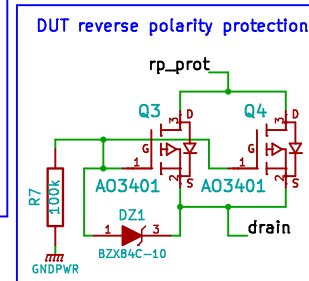 DUT reverse polarity protection
rp_prot
Q3 Q4
3 D 3 D
G G
1 1
2 S 2 S
AO3401 AO3401
R7 100k
DZ1
1 3
BZX84C-10
drain
GNDPWR